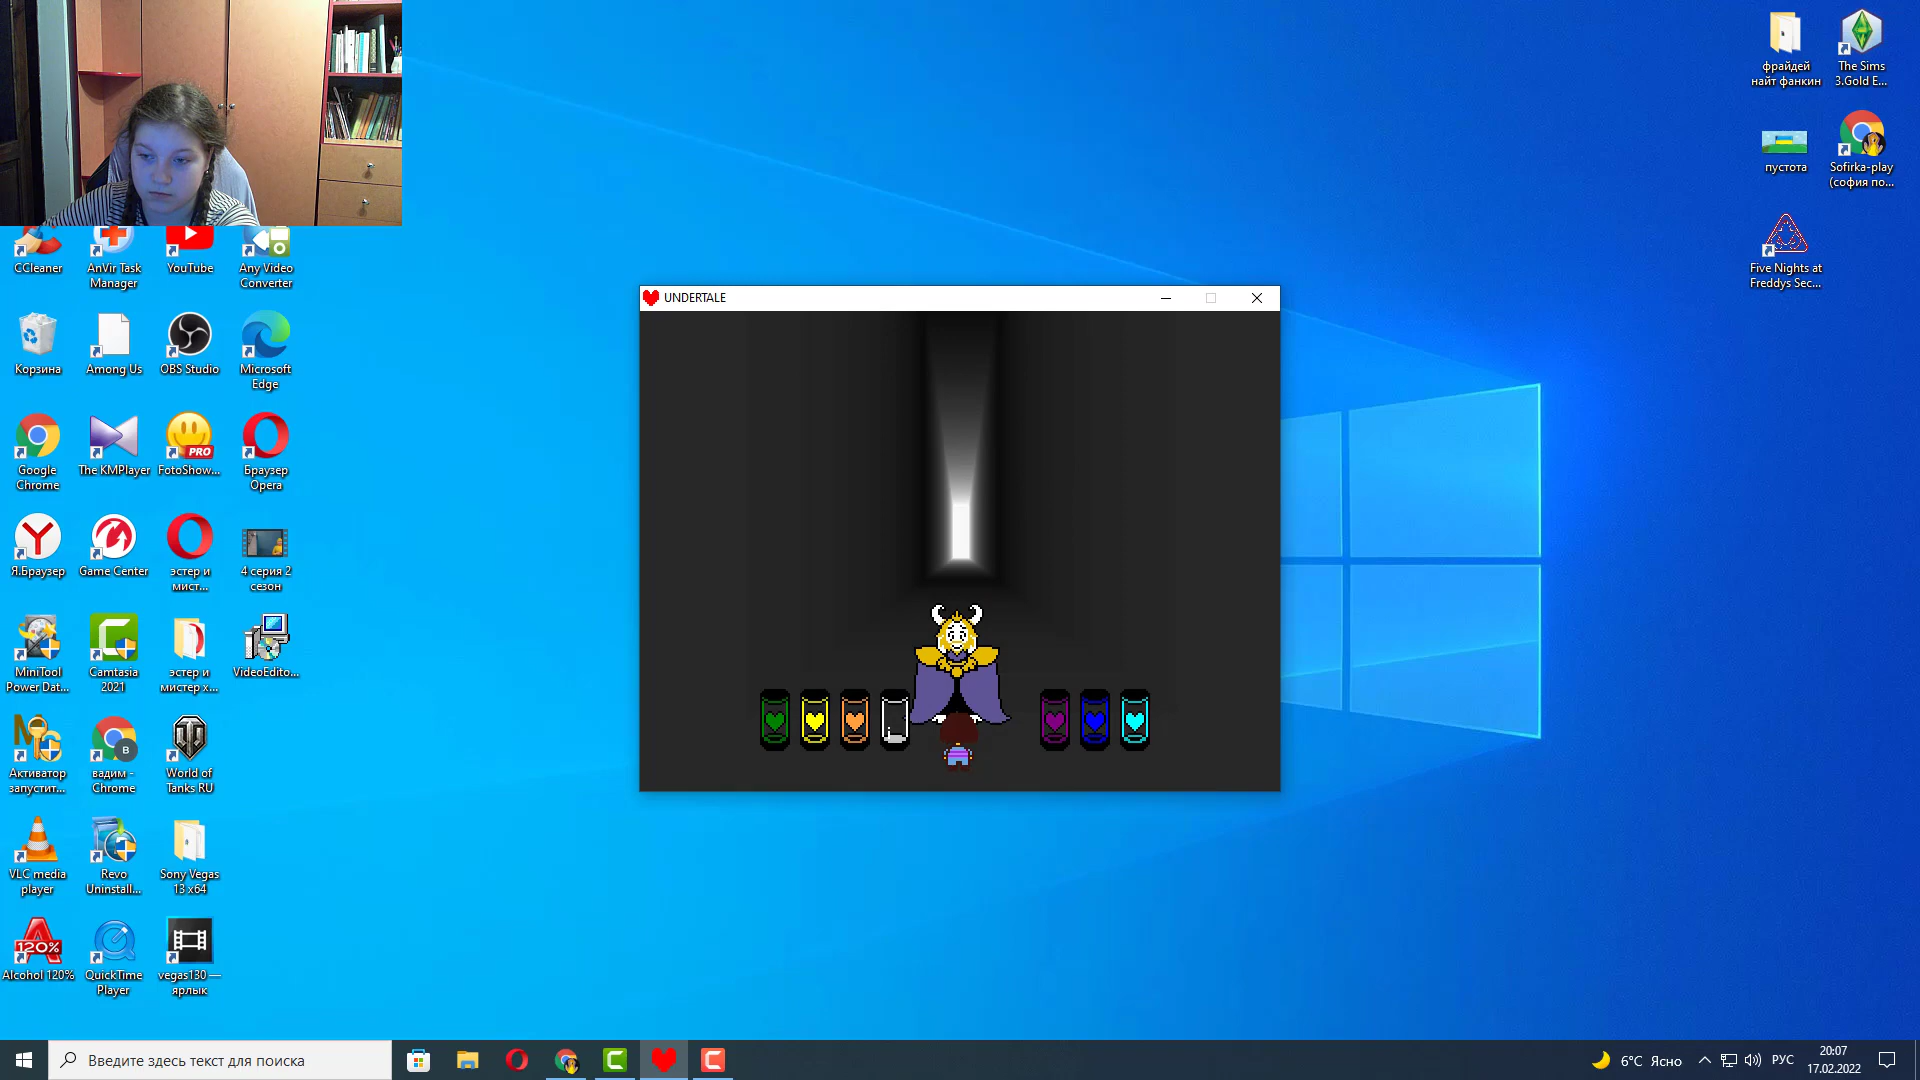 CCleaner
AnVir Task
Manager
YouTube
Any Video
Converter
Корзина
Among Us
OBS Studio
Microsoft
Edge
Google
Chrome
The KMPlayer
PRO
FotoShow...
Браузер
Opera
Я.Браузер
Game Center
эстер и
мист...
4 серия 2
сезон
MiniTool
Power Dat...
Camtasia
2021
эстер и
мистер х...
VideoEdito...
Активатор
запустит...
B
вадим -
Chrome
World of
Tanks RU
VLC media
player
Revo
Uninstall...
Sony Vegas
13 x64
120%
Alcohol 120%
QuickTime
Player
vegas130 —
ярлык
UNDERTALE
фрайдей
найт фанкин
The Sims
3.Gold E...
пустота
Sofirka-play
(софия по...
Five Nights at
Freddys Sec...
Введите здесь текст для поиска
6°C Ясно
РУС
20:07
17.02.2022